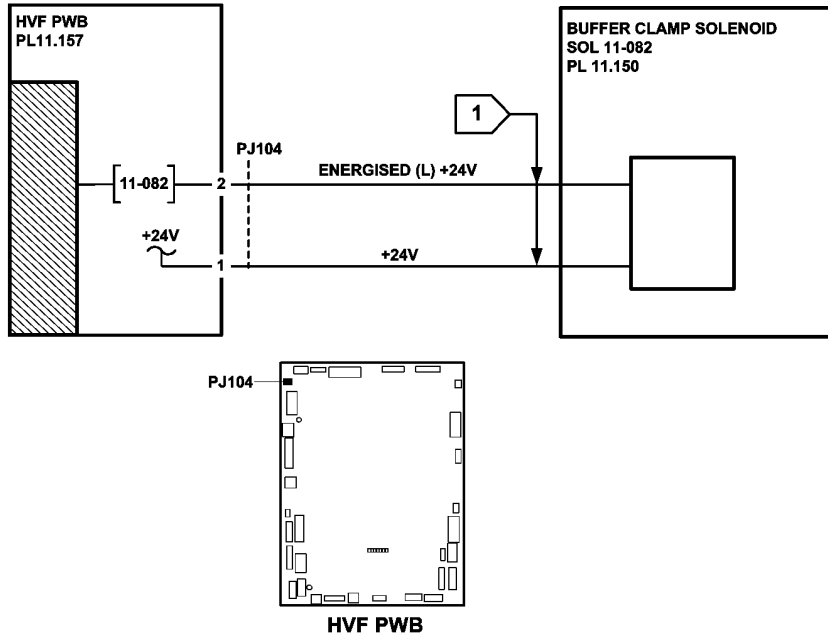 HVF PWB
PL11.157
BUFFER CLAMP SOLENOID
SOL 11-082
PL 11.150
1
PJ104
11-082
2
ENERGISED (L) +24V
+24V
1
+24V
PJ104
HVF PWB